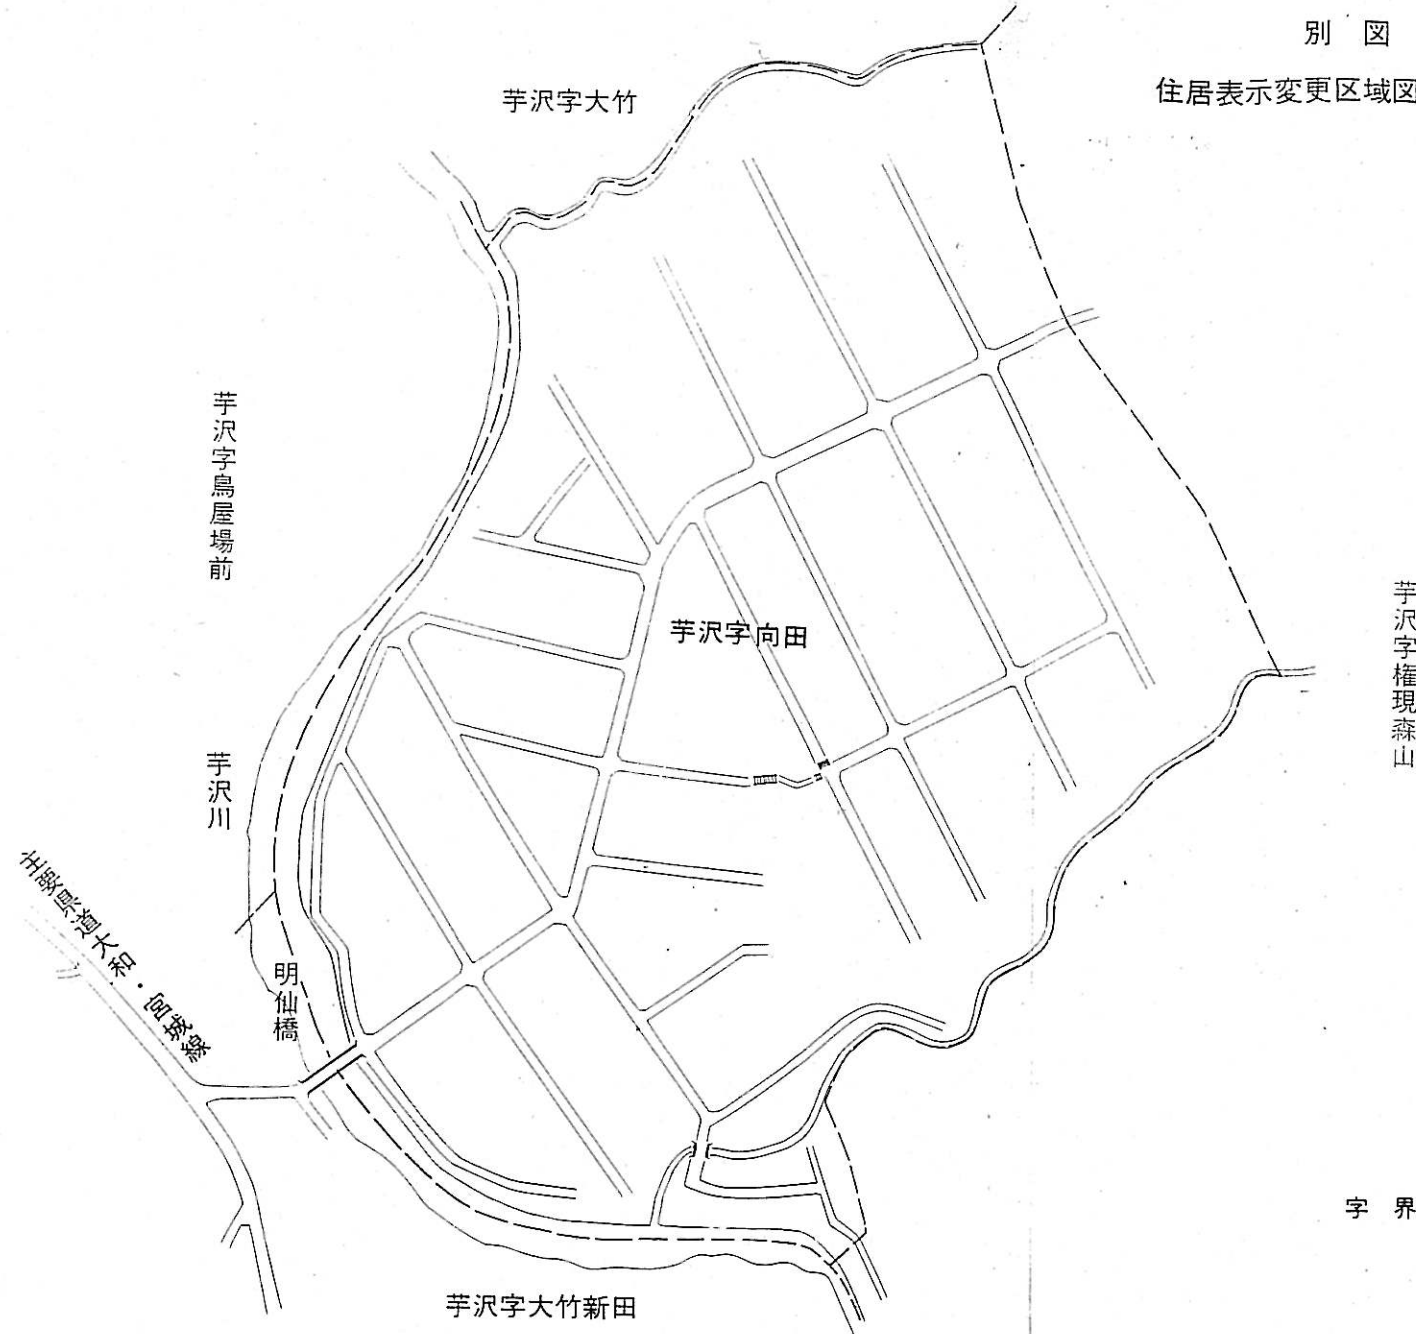 別図
住居表示変更区域図
芋沢字大竹
芋沢字鳥屋場前
芋沢字向田
芋沢字権現森山
芋沢川
主要県道大和・宮城線
明仙橋
字界
芋沢字大竹新田